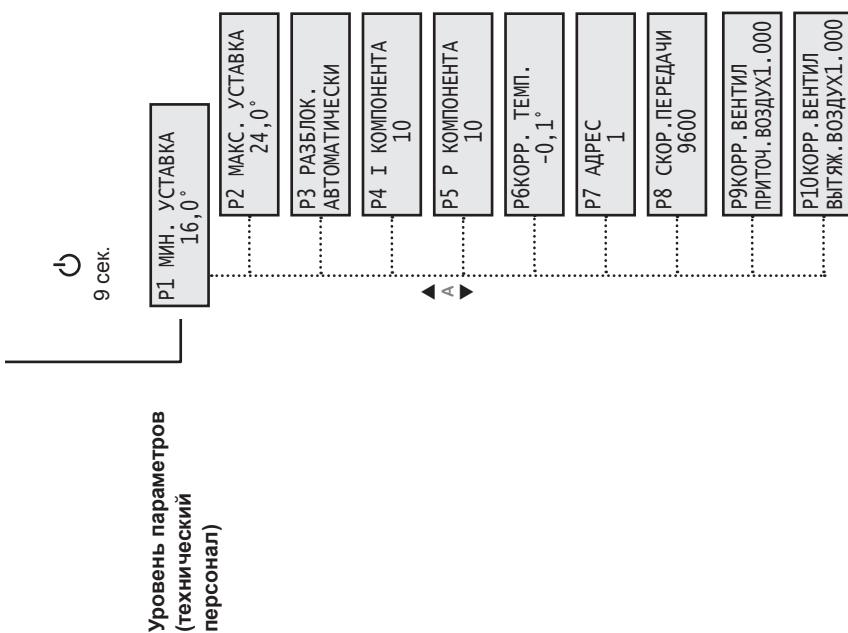 Уровень параметров
(технический
персонал)
9 сек.
P1 МИН. УСТАВКА
16,0°
P2 МАКС. УСТАВКА
24,0°
P3 РАЗБЛОК.
АВТОМАТИЧЕСКИ
P4 I КОМПОНЕНТА
10
P5 P КОМПОНЕНТА
10
P6КОРР. ТЕМП.
-0,1°
P7 АДРЕС
1
P8 СКОР.ПЕРЕДАЧИ
9600
P9КОРР.ВЕНТИЛ
ПРИТОЧ.ВОЗДУХ1.000
P10КОРР.ВЕНТИЛ
ВЫТЯЖ.ВОЗДУХ1.000
A